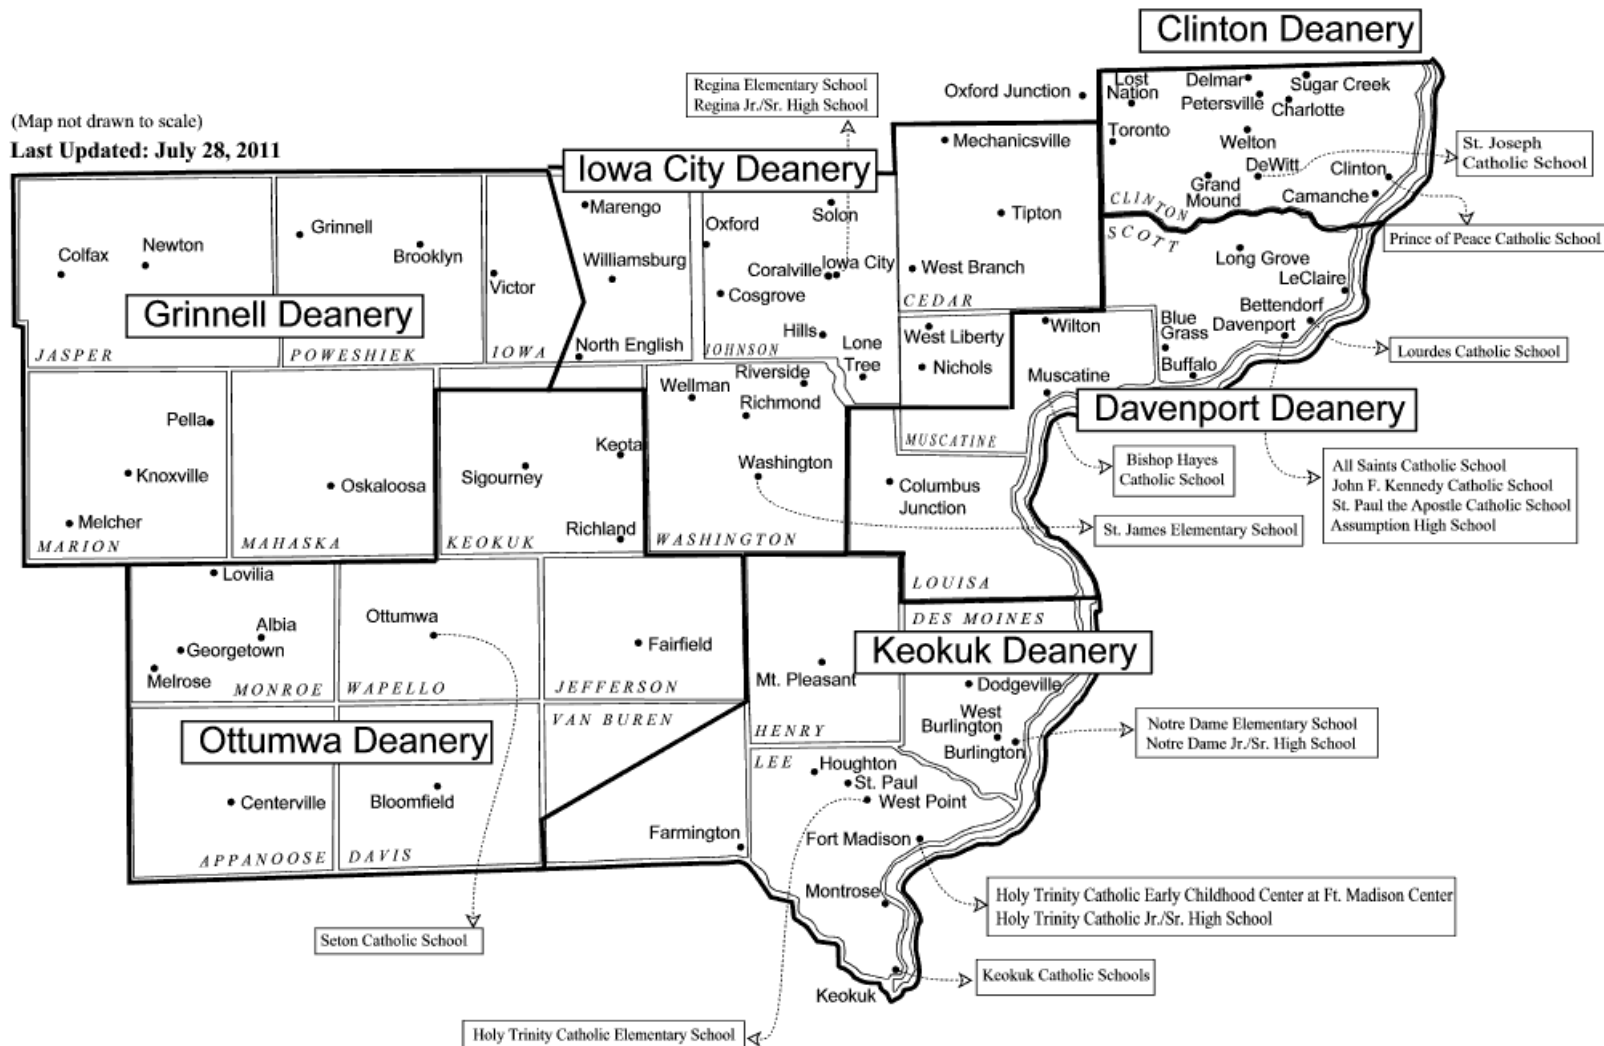 Clinton Deanery
Regina Elementary School
Regina Jr./Sr. High School
Oxford Junction
Lost
Nation
Delmar
Sugar Creek
Petersville
Charlotte
(Map not drawn to scale)
Last Updated: July 28, 2011
Mechanicsville
Toronto
Welton
St. Joseph
Catholic School
Iowa City Deanery
DeWitt
Clinton
Grand
Mound
Camanche
CLINTON
Marengo
Solon
Tipton
Oxford
Grinnell
Newton
Colfax
Brooklyn
SCOTT
Prince of Peace Catholic School
Long Grove
LeClaire
Williamsburg
Coralville
Iowa City
West Branch
Victor
Cosgrove
CEDAR
Bettendorf
Grinnell Deanery
Hills
West Liberty
Wilton
Blue
Grass
Davenport
JASPER
POWESHIEK
IOWA
North English
JOHNSON
Lone
Tree
Lourdes Catholic School
Nichols
Buffalo
Riverside
Wellman
Muscatine
Richmond
Davenport Deanery
Pella
Keota
MUSCATINE
Knoxville
Sigourney
Washington
Bishop Hayes
Catholic School
All Saints Catholic School
John F. Kennedy Catholic School
St. Paul the Apostle Catholic School
Assumption High School
Oskaloosa
Columbus
Junction
Melcher
Richland
St. James Elementary School
MARION
MAHASKA
KEOKUK
WASHINGTON
Lovilia
LOUISA
Ottumwa
Albia
DES MOINES
Georgetown
Fairfield
Keokuk Deanery
Melrose
MONROE
WAPELLO
JEFFERSON
Mt. Pleasant
Dodgeville
VAN BUREN
HENRY
West
Burlington
Burlington
Notre Dame Elementary School
Notre Dame Jr./Sr. High School
Ottumwa Deanery
LEE
Houghton
St. Paul
West Point
Centerville
Bloomfield
Farmington
Fort Madison
APPANOOSE
DAVIS
Montrose
Holy Trinity Catholic Early Childhood Center at Ft. Madison Center
Holy Trinity Catholic Jr./Sr. High School
Seton Catholic School
Keokuk Catholic Schools
Keokuk
Holy Trinity Catholic Elementary School